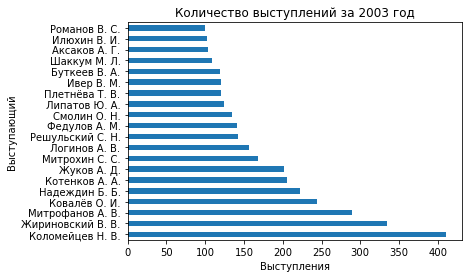 Количество выступлений за 2003 год
Выступающий
Романов В. С.
Илюхин В. И.
Аксаков А. Г.
Шаккум М. Л.
Буткеев В. А.
Ивер В. М.
Плетнёва Т. В.
Липатов Ю. А.
Смолин О. Н.
Федулов А. М.
Решульский С. Н.
Логинов А. В.
Митрохин С. С.
Жуков А. Д.
Котенков А. А.
Надеждин Б. Б.
Ковалёв О. И.
Митрофанов А. В.
Жириновский В. В.
Коломейцев Н. В.
0 50 100 150 200 250 300 350 400
Выступления